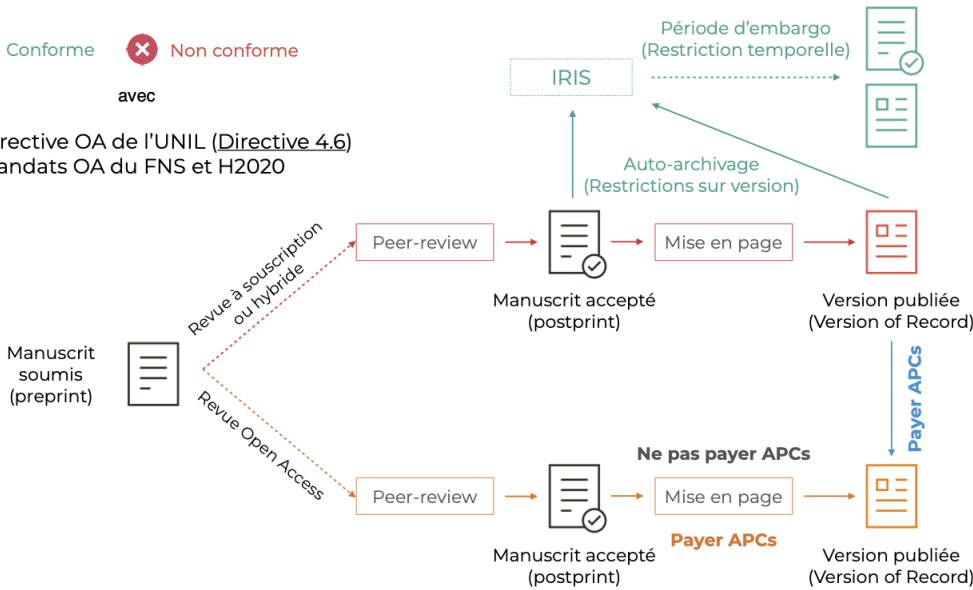 Conforme
Non conforme
avec
rective OA de l'UNIL (Directive 4.6)
andats OA du FNS et H2020
Période d'embargo
(Restriction temporelle)
IRIS
Auto-archivage
(Restrictions sur version)
Revue à souscription
ou hybride
Peer-review
Mise en page
Manuscrit accepté
(postprint)
Version publiée
(Version of Record)
Manuscrit
soumis
(preprint)
Payer APCs
Revue Open Access
Ne pas payer APCs
Peer-review
Mise en page
Payer APCs
Manuscrit accepté
(postprint)
Version publiée
(Version of Record)